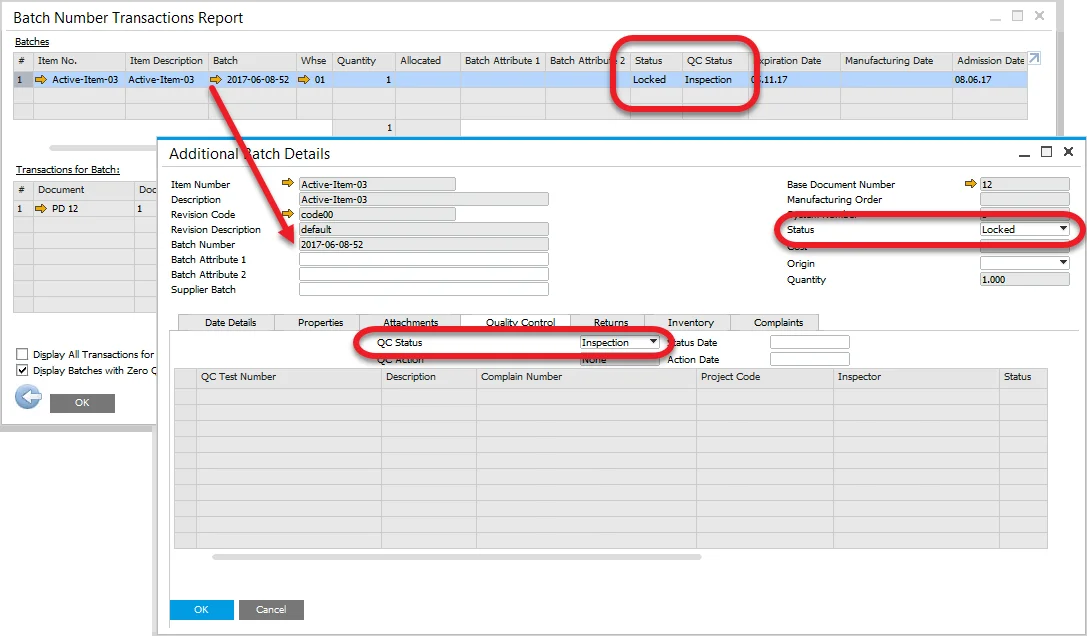 Batch Number Transactions Report
Batches
# Item No. Item Description Batch Whse Quantity Allocated Batch Attribute 1 Batch Attribute 2 Status QC Status Expiration Date Manufacturing Date Admission Date
1 Active-Item-03 Active-Item-03 2017-06-08-52 01 1 Locked Inspection .11.17 08.06.17
1
Additional Batch Details
Transactions for Batch:
# Document Doc
1 PD 12 1
Display All Transactions for
Display Batches with Zero Q
OK
Item Number Active-Item-03
Description Active-Item-03
Revision Code code00
Revision Description default
Batch Number 2017-06-08-52
Batch Attribute 1
Batch Attribute 2
Supplier Batch
Base Document Number 12
Manufacturing Order
System Number
Status Locked
Cost
Origin
Quantity 1.000
Date Details Properties Attachments Quality Control Returns Inventory Complaints
QC Status Inspection Status Date
QC Action None Action Date
QC Test Number Description Complain Number Project Code Inspector Status
OK Cancel